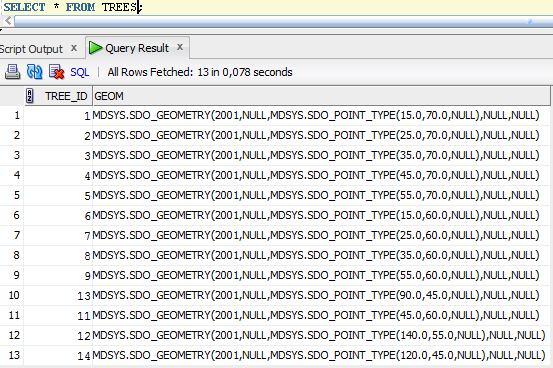 SELECT * FROM TREES;
Script Output x Query Result x
SQL | All Rows Fetched: 13 in 0,078 seconds
TREE_ID GEOM
1 1 MDSYS.SDO_GEOMETRY(2001,NULL,MDSYS.SDO_POINT_TYPE(15.0,70.0,NULL),NULL,NULL)
2 2 MDSYS.SDO_GEOMETRY(2001,NULL,MDSYS.SDO_POINT_TYPE(25.0,70.0,NULL),NULL,NULL)
3 3 MDSYS.SDO_GEOMETRY(2001,NULL,MDSYS.SDO_POINT_TYPE(35.0,70.0,NULL),NULL,NULL)
4 4 MDSYS.SDO_GEOMETRY(2001,NULL,MDSYS.SDO_POINT_TYPE(45.0,70.0,NULL),NULL,NULL)
5 5 MDSYS.SDO_GEOMETRY(2001,NULL,MDSYS.SDO_POINT_TYPE(55.0,70.0,NULL),NULL,NULL)
6 6 MDSYS.SDO_GEOMETRY(2001,NULL,MDSYS.SDO_POINT_TYPE(15.0,60.0,NULL),NULL,NULL)
7 7 MDSYS.SDO_GEOMETRY(2001,NULL,MDSYS.SDO_POINT_TYPE(25.0,60.0,NULL),NULL,NULL)
8 8 MDSYS.SDO_GEOMETRY(2001,NULL,MDSYS.SDO_POINT_TYPE(35.0,60.0,NULL),NULL,NULL)
9 9 MDSYS.SDO_GEOMETRY(2001,NULL,MDSYS.SDO_POINT_TYPE(55.0,60.0,NULL),NULL,NULL)
10 13 MDSYS.SDO_GEOMETRY(2001,NULL,MDSYS.SDO_POINT_TYPE(90.0,45.0,NULL),NULL,NULL)
11 11 MDSYS.SDO_GEOMETRY(2001,NULL,MDSYS.SDO_POINT_TYPE(45.0,60.0,NULL),NULL,NULL)
12 12 MDSYS.SDO_GEOMETRY(2001,NULL,MDSYS.SDO_POINT_TYPE(140.0,55.0,NULL),NULL,NULL)
13 14 MDSYS.SDO_GEOMETRY(2001,NULL,MDSYS.SDO_POINT_TYPE(120.0,45.0,NULL),NULL,NULL)